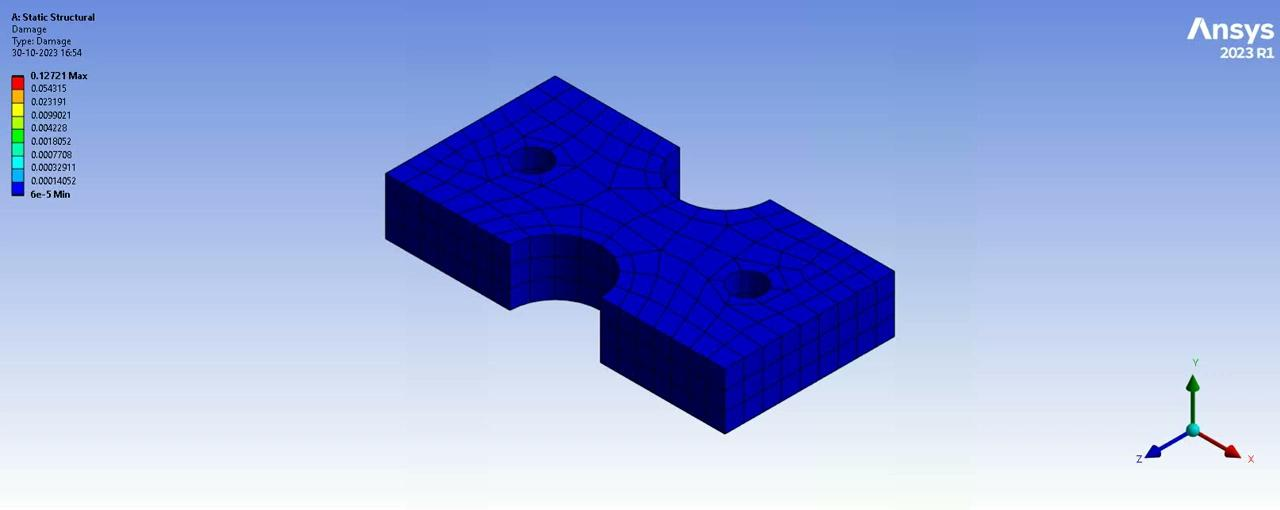 A: Static Structural
Damage
Type: Damage
30-10-2023 16:54
0.12721 Max
0.054315
0.023191
0.0099021
0.004228
0.0018052
0.0007708
0.00032911
0.00014052
6e-5 Min
Ansys
2023 R1
Y
Z
X